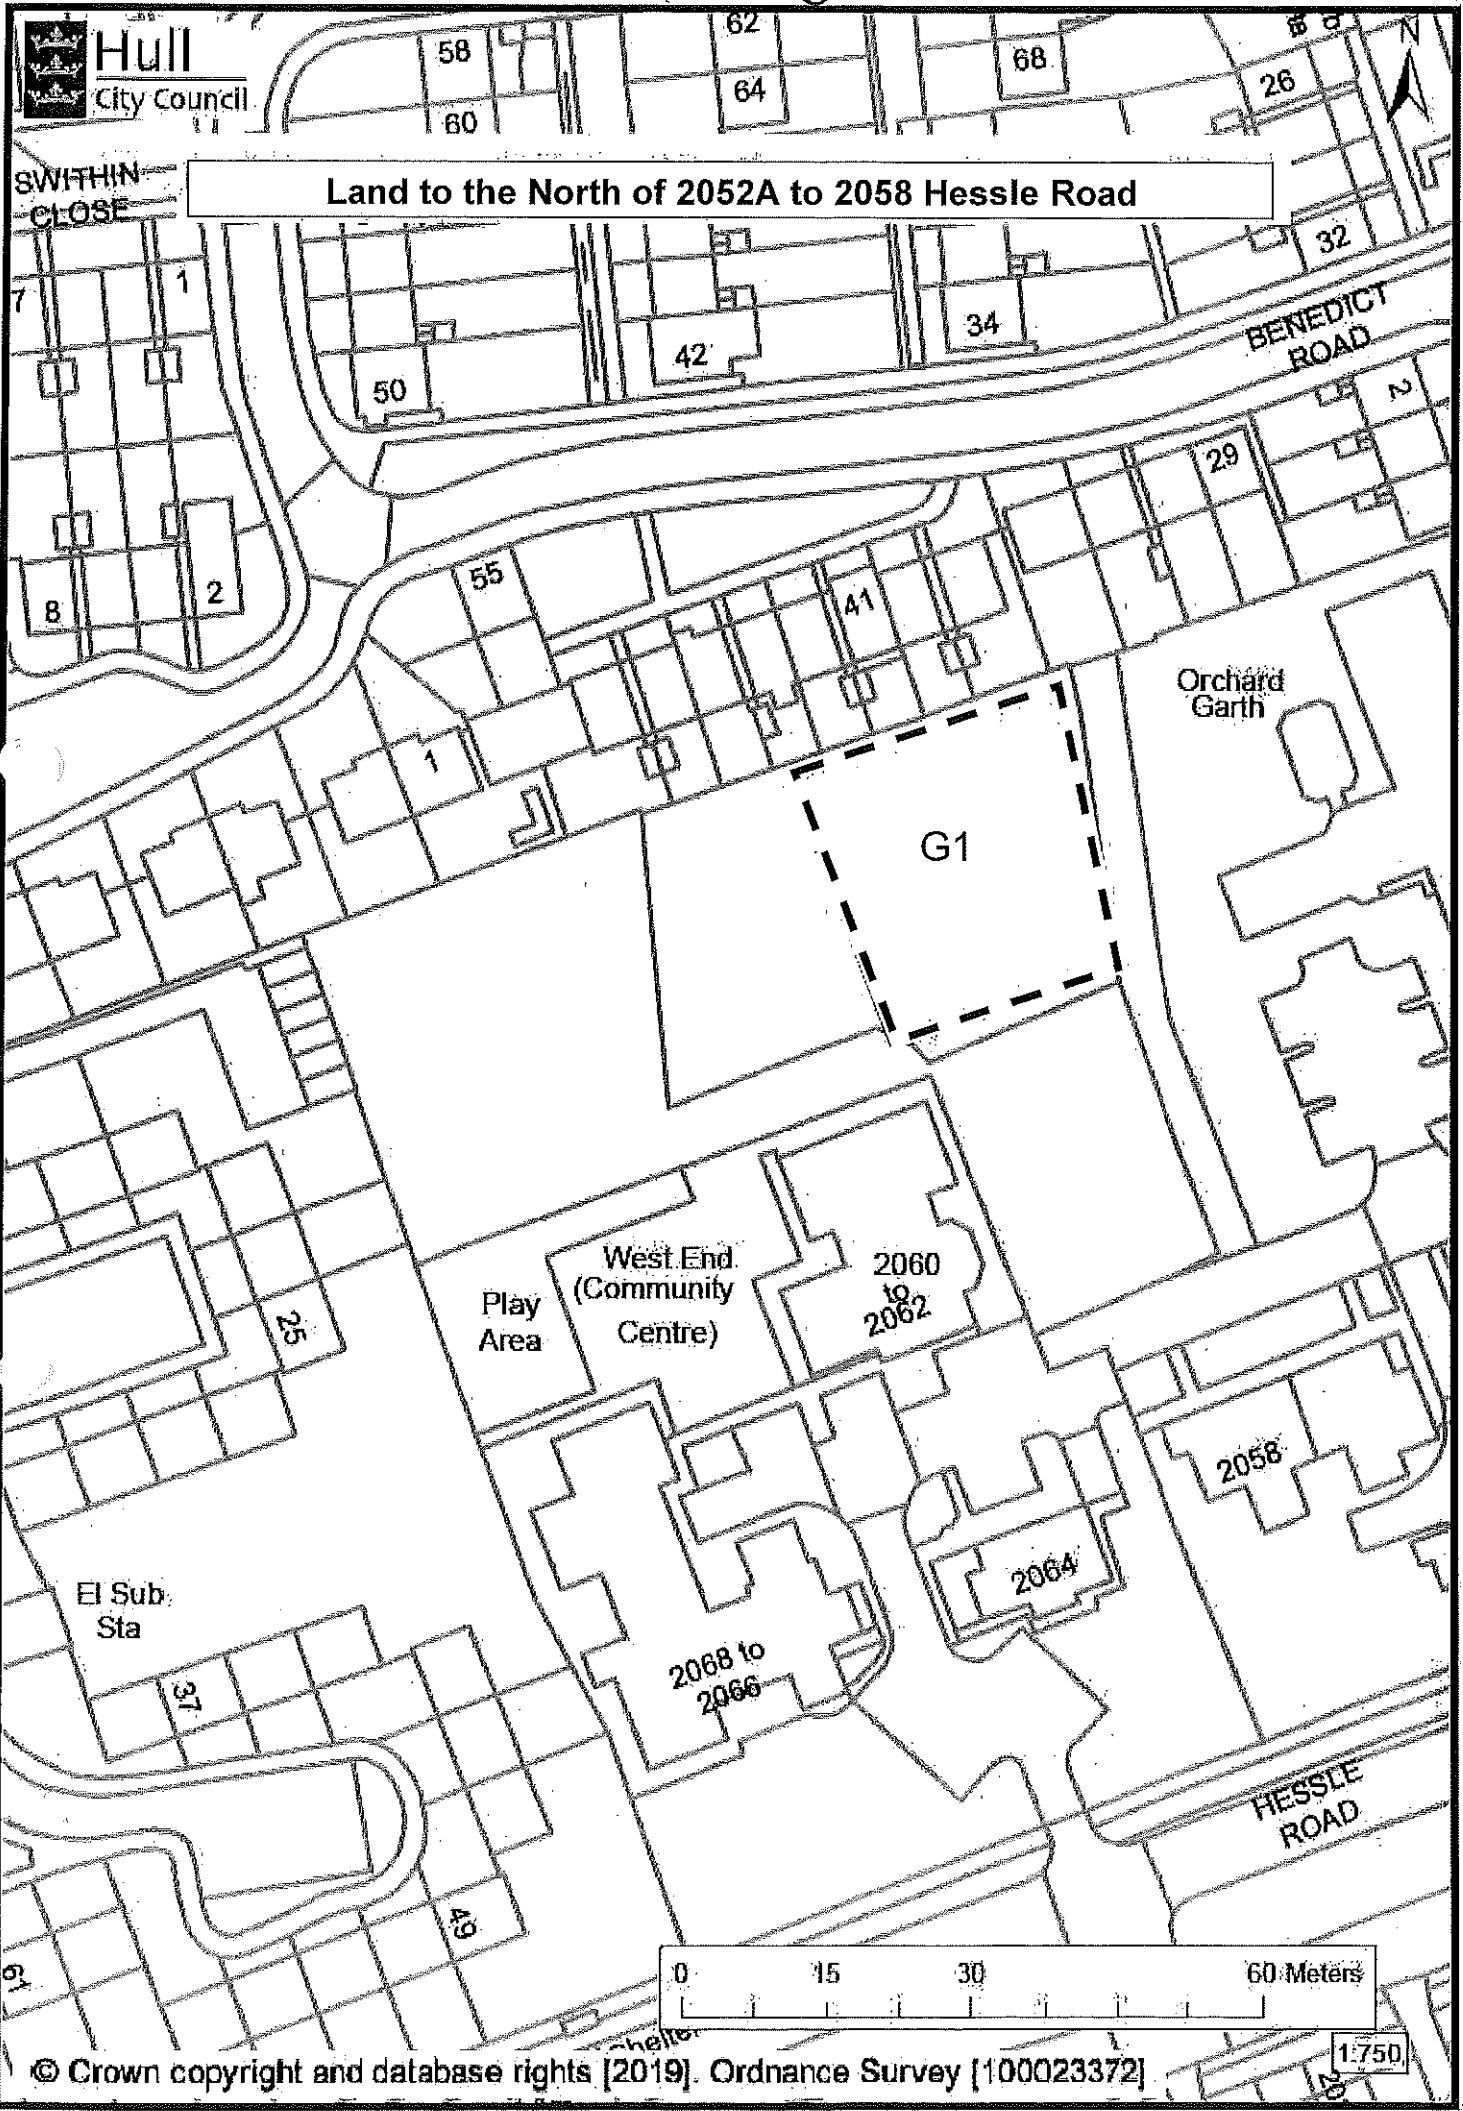 Hull
City Council
58
60
62
64
68
26
N
SWITHIN
CLOSE
Land to the North of 2052A to 2058 Hessle Road
32
7
1
50
42
34
BENEDICT
ROAD
2
29
55
41
8
2
Orchard
Garth
1
G1
West End
(Community
Centre)
Play
Area
2060
to
2062
25
2058
2064
El Sub
Sta
37
2068 to
2066
HESSLE
ROAD
49
61
0 15 30 60 Meters
Shelter
1:750
© Crown copyright and database rights [2019]. Ordnance Survey [100023372]